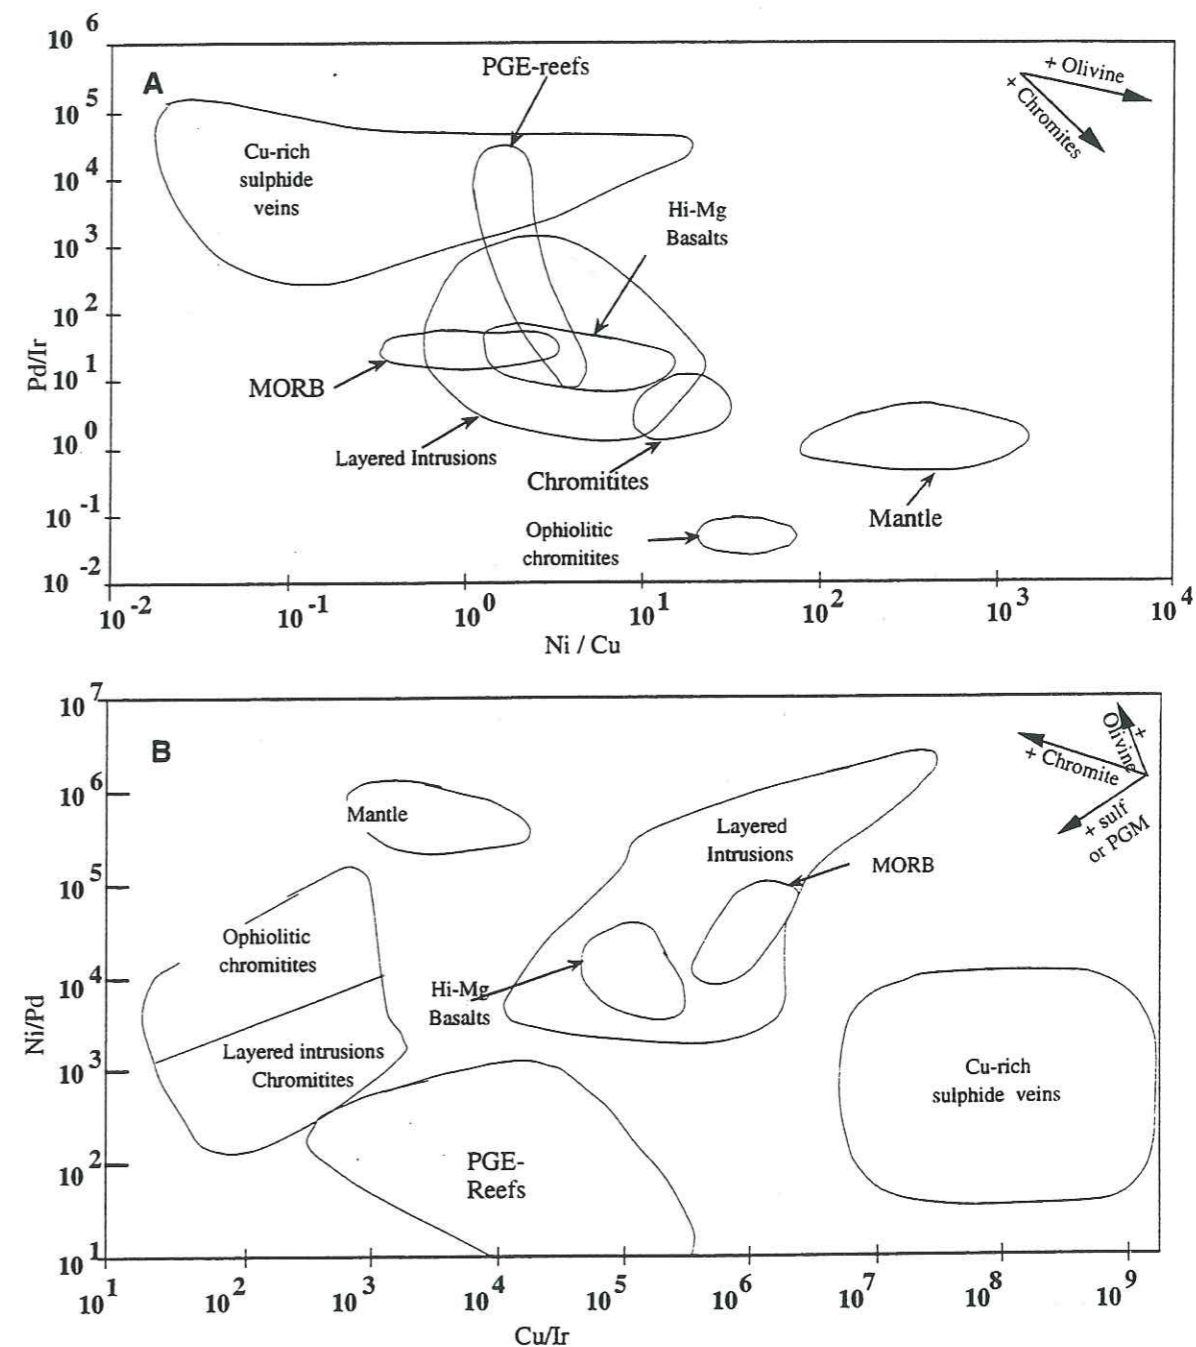 10 6
A
PGE-reefs
+ Olivine
+ Chromites
10 5
Cu-rich
sulphide
veins
10 4
Hi-Mg
Basalts
10 3
10 2
Pd/Ir
10 1
MORB
10 0
Layered Intrusions
Chromitites
Mantle
10 -1
Ophiolitic
chromitites
10 -2
10 -2
10 -1
10 0
10 1
10 2
10 3
10 4
Ni / Cu
10 7
B
+ Olivine
+ Chromite
+ sulf
or PGM
10 6
Mantle
Layered
Intrusions
MORB
10 5
Ophiolitic
chromitites
10 4
Hi-Mg
Basalts
Ni/Pd
10 3
Layered intrusions
Chromitites
Cu-rich
sulphide veins
10 2
PGE-
Reefs
10 1
10 1
10 2
10 3
10 4
10 5
10 6
10 7
10 8
10 9
Cu/Ir